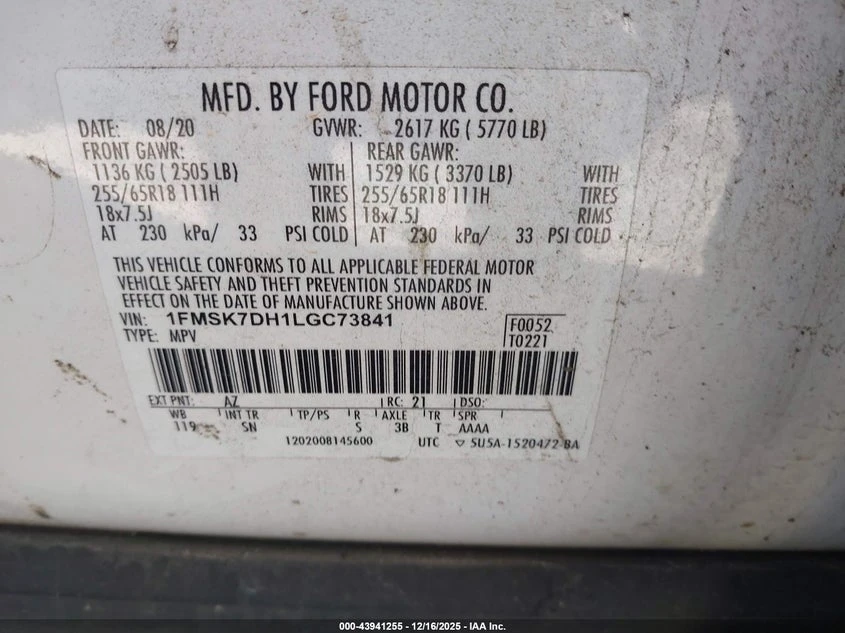 MFD. BY FORD MOTOR CO.
DATE: 08/20 GVWR: 2617 KG ( 5770 LB)
FRONT GAWR: REAR GAWR:
1136 KG ( 2505 LB) WITH 1529 KG ( 3370 LB) WITH
255/65R18 111H TIRES 255/65R18 111H TIRES
18x7.5J RIMS 18x7.5J RIMS
AT 230 kPa/ 33 PSI COLD AT 230 kPa/ 33 PSI COLD
THIS VEHICLE CONFORMS TO ALL APPLICABLE FEDERAL MOTOR
VEHICLE SAFETY AND THEFT PREVENTION STANDARDS IN
EFFECT ON THE DATE OF MANUFACTURE SHOWN ABOVE.
VIN: 1FMSK7DH1LGC73841 F0052
TYPE: MPV T0221
EXT PNT: AZ RC: 21 DSO:
WB INT TR TP/PS R AXLE TR SPR
119 SN S 3B T AAAA
1202008145600 UTC 5U5A-1520472-BA
000-43941255 - 12/16/2025 - IAA Inc.